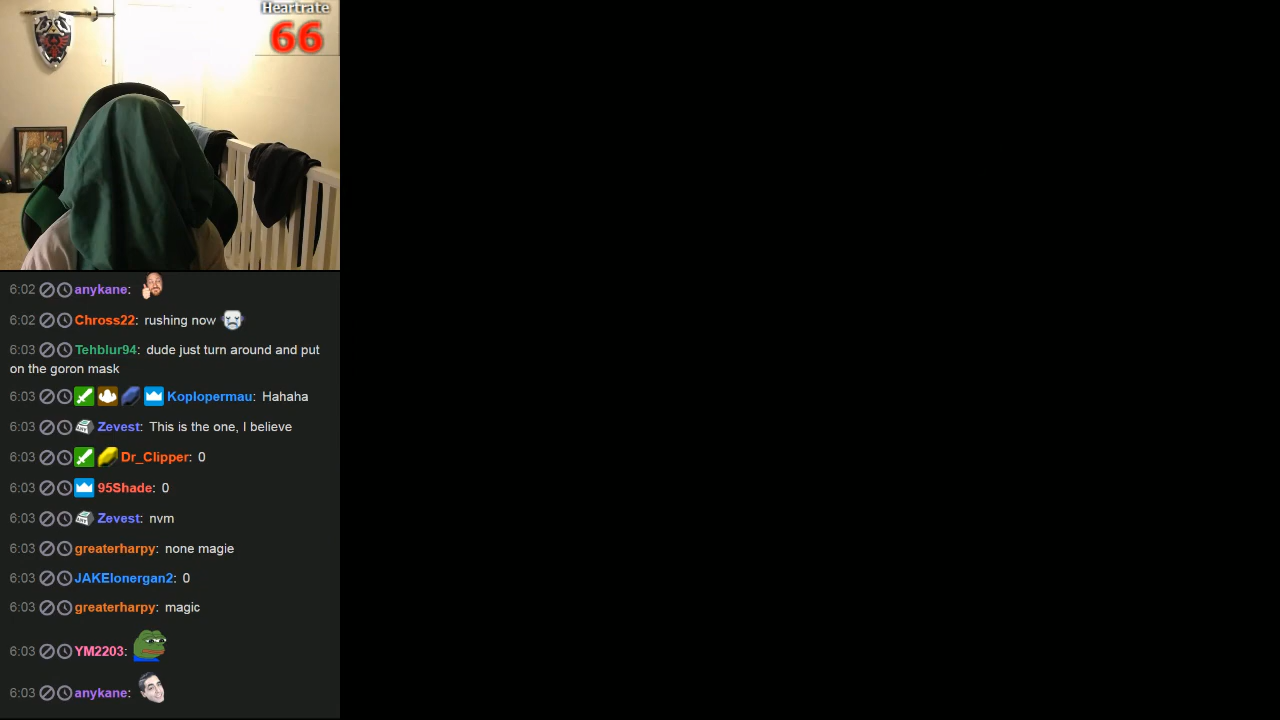 Heartrate
66
6:02 anykane:
6:02 Chross22: rushing now
6:03 Tehblur94: dude just turn around and put
on the goron mask
6:03 Koplopermau: Hahaha
6:03 Zevest: This is the one, I believe
6:03 Dr_Clipper: 0
6:03 95Shade: 0
6:03 Zevest: nvm
6:03 greaterharpy: none magie
6:03 JAKElonergan2: 0
6:03 greaterharpy: magic
6:03 YM2203:
6:03 anykane: